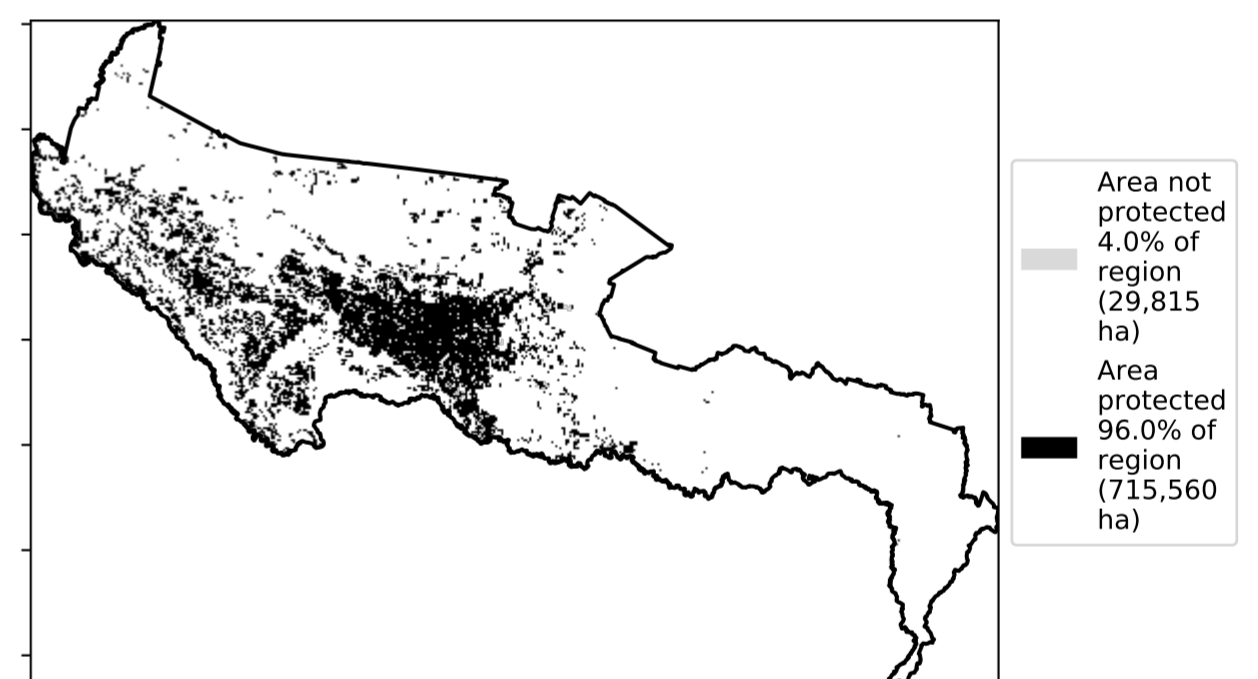 Area not
protected
4.0% of
region
(29,815
ha)
Area
protected
96.0% of
region
(715,560
ha)